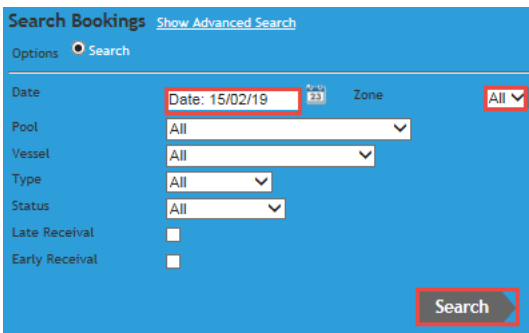 Search Bookings Show Advanced Search
Options Search
Date Date: 15/02/19 23 Zone All
Pool All
Vessel All
Type All
Status All
Late Receival
Early Receival
Search